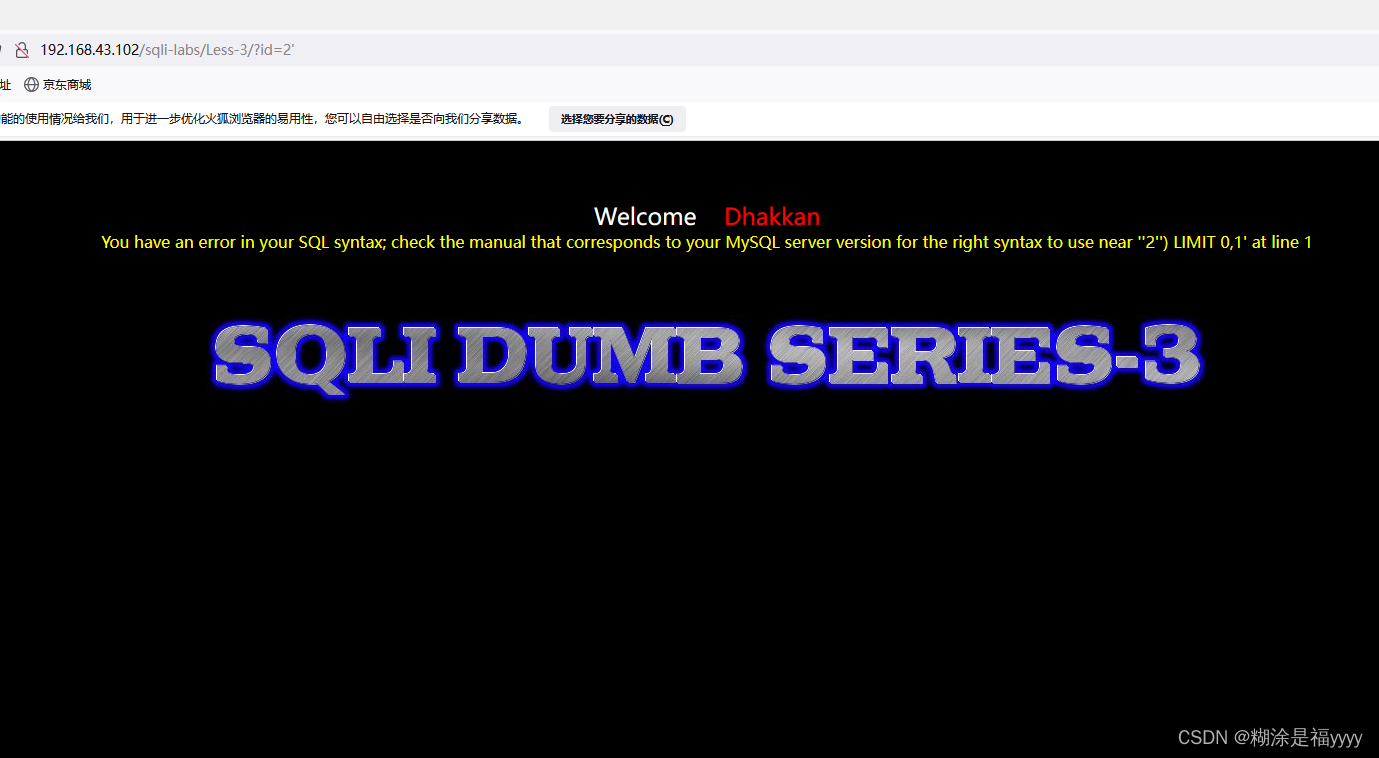 192.168.43.102/sqli-labs/Less-3/?id=2'
址 京东商城
能的使用情况给我们，用于进一步优化火狐浏览器的易用性，您可以自由选择是否向我们分享数据。 选择您要分享的数据(C)
Welcome Dhakkan
You have an error in your SQL syntax; check the manual that corresponds to your MySQL server version for the right syntax to use near ''2'') LIMIT 0,1' at line 1
SQLI DUMB SERIES-3
CSDN @糊涂是福yyyy